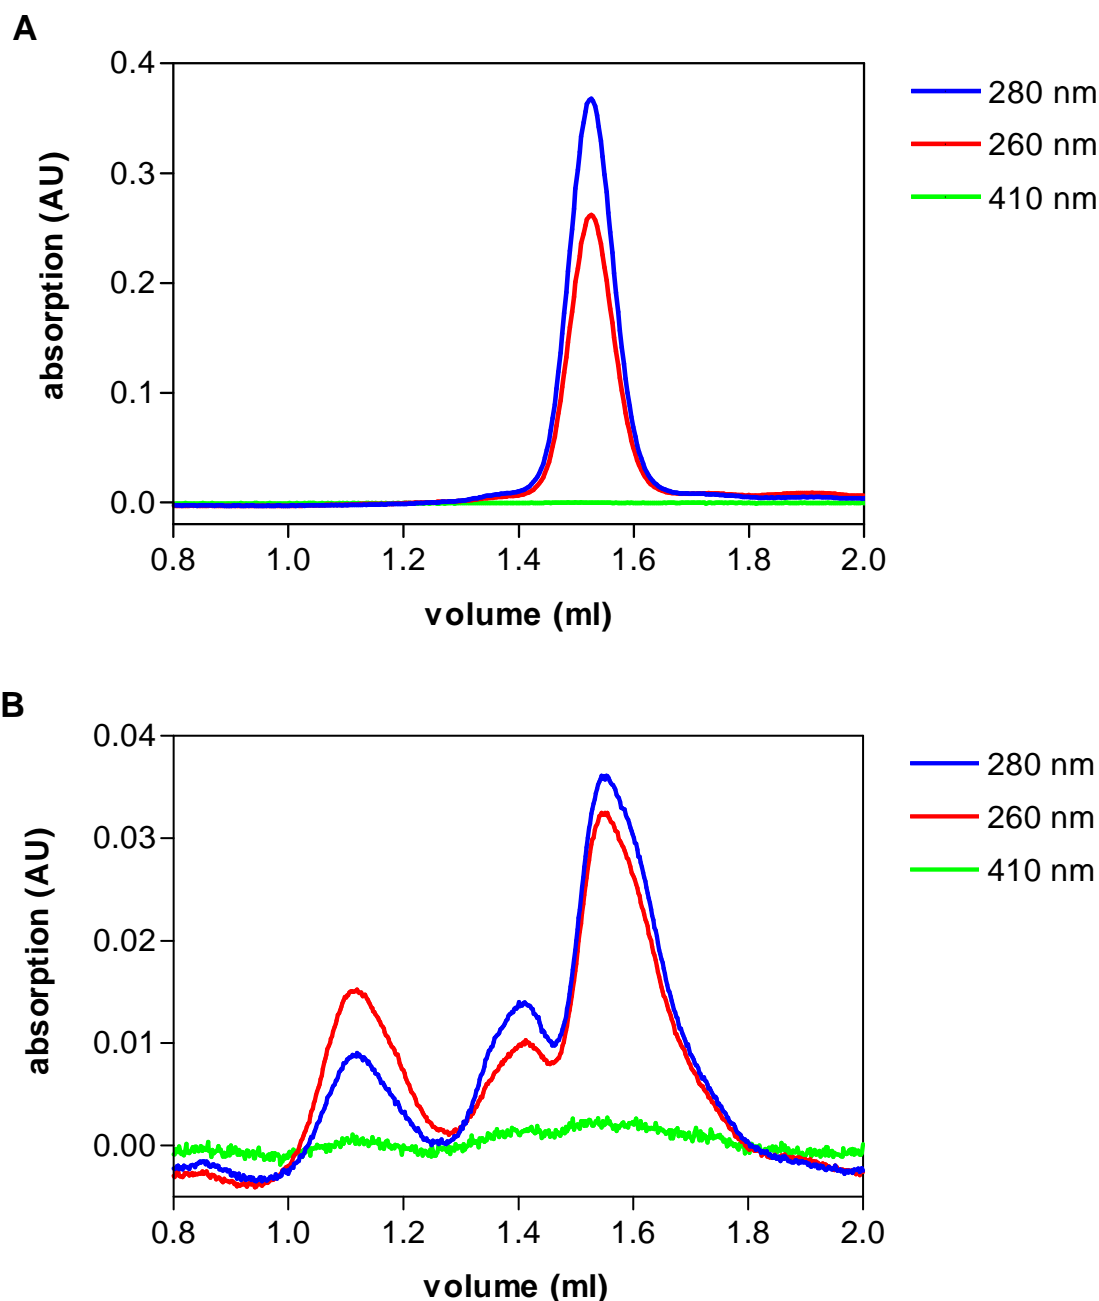 A
0.4
0.3
0.2
0.1
0.0
absorption (AU)
0.8 1.0 1.2 1.4 1.6 1.8 2.0
volume (ml)
280 nm
260 nm
410 nm
B
0.04
0.03
0.02
0.01
0.00
absorption (AU)
0.8 1.0 1.2 1.4 1.6 1.8 2.0
volume (ml)
280 nm
260 nm
410 nm